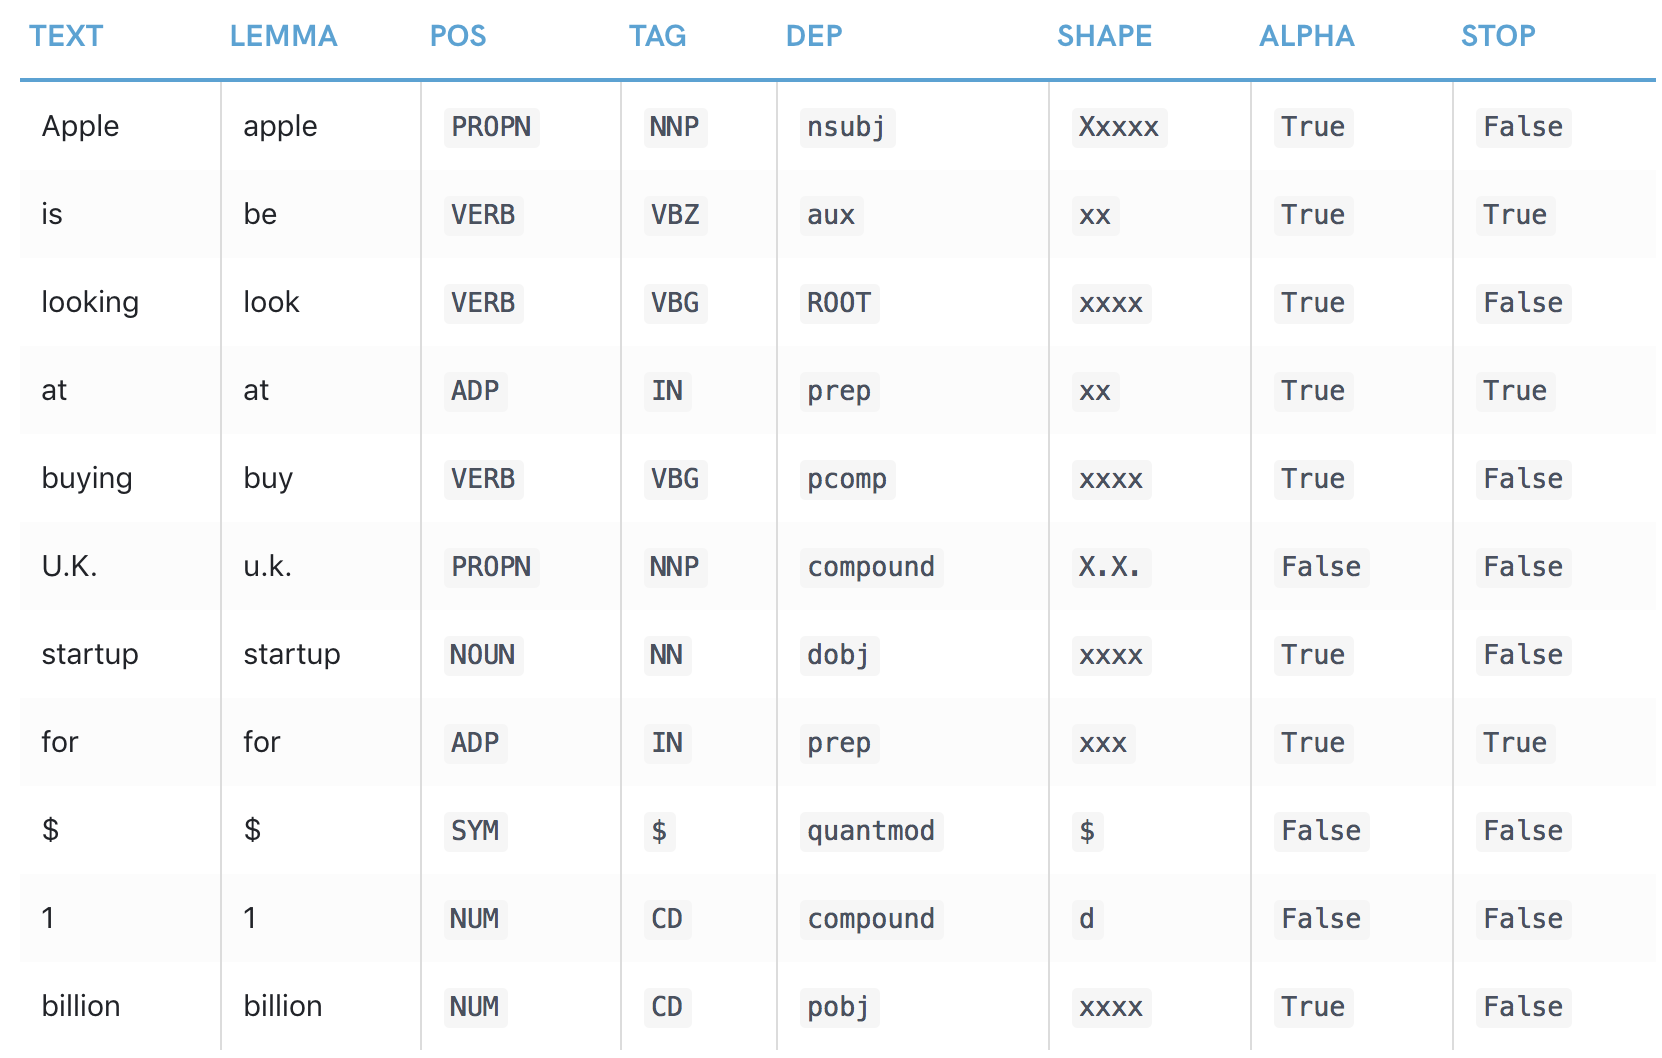 TEXT LEMMA POS TAG DEP SHAPE ALPHA STOP
Apple apple PROPN NNP nsubj Xxxxx True False
is be VERB VBZ aux xx True True
looking look VERB VBG ROOT xxxx True False
at at ADP IN prep xx True True
buying buy VERB VBG pcomp xxxx True False
U.K. u.k. PROPN NNP compound X.X. False False
startup startup NOUN NN dobj xxxx True False
for for ADP IN prep xxx True True
$ $ SYM $ quantmod $ False False
1 1 NUM CD compound d False False
billion billion NUM CD pobj xxxx True False